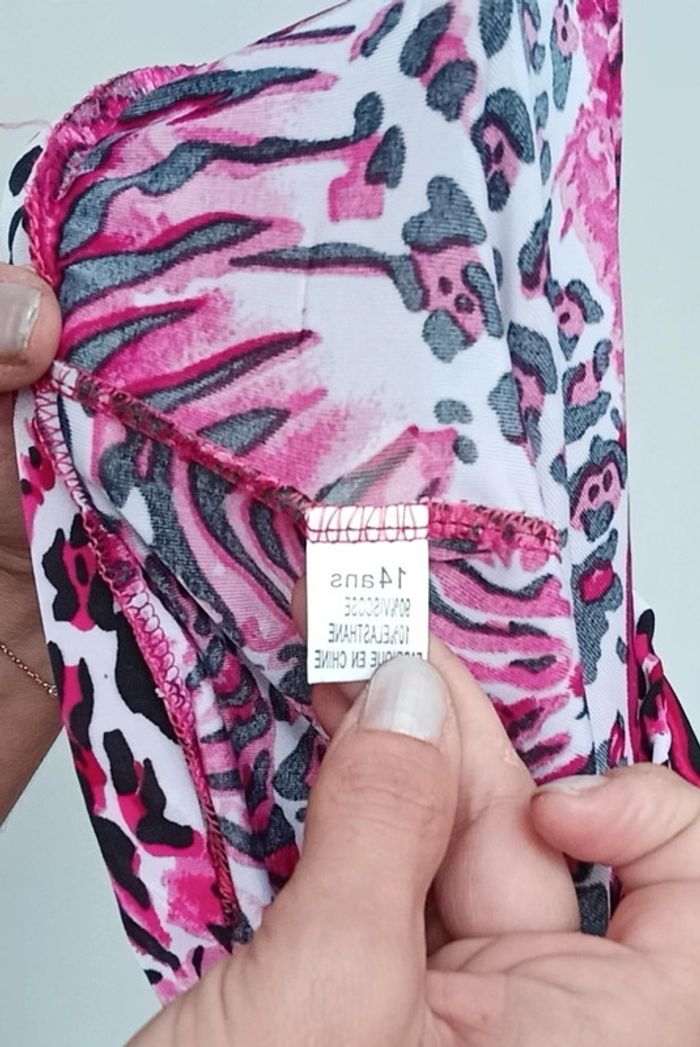 14ans
90%VISCOSE
10%ELASTHANE
FABRIQUE EN CHINE